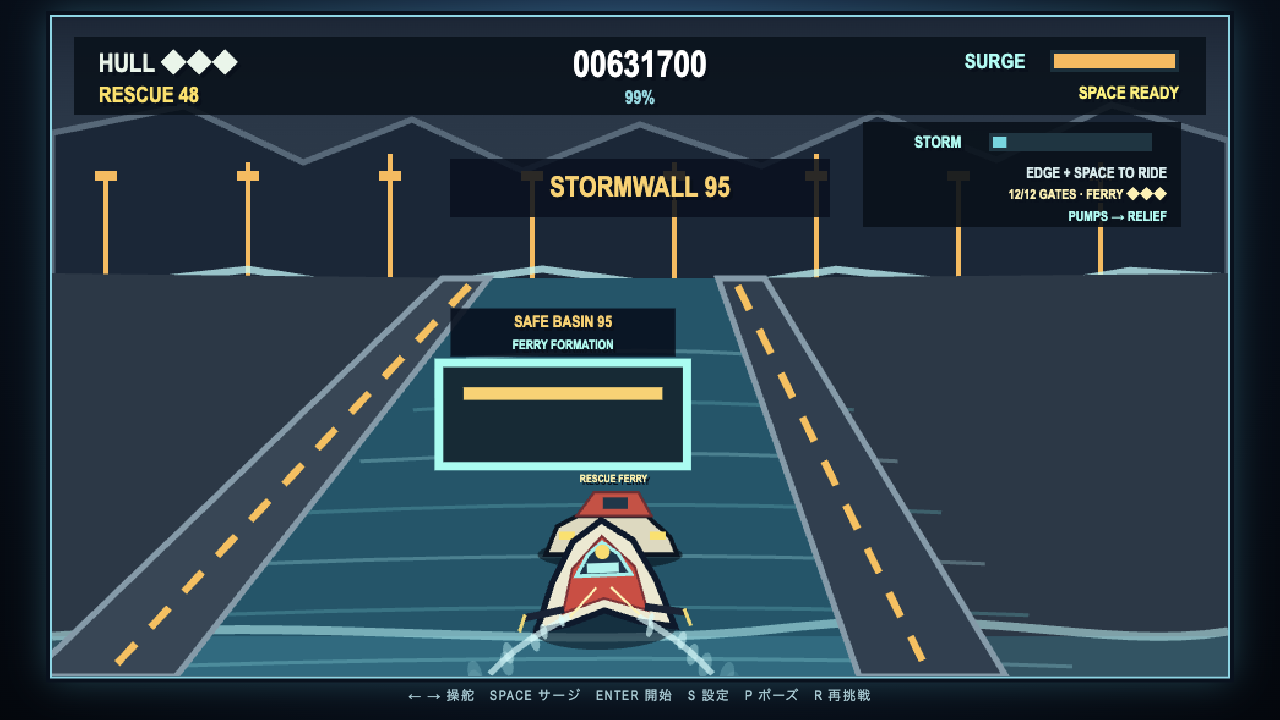 HULL
RESCUE 48
00631700
99%
SURGE
SPACE READY
STORM
EDGE + SPACE TO RIDE
12/12 GATES · FERRY ◆◆◆
PUMPS → RELIEF
STORMWALL 95
SAFE BASIN 95
FERRY FORMATION
RESCUE FERRY
← → 操舵 SPACE サージ ENTER 開始 S 設定 P ポーズ R 再挑戦